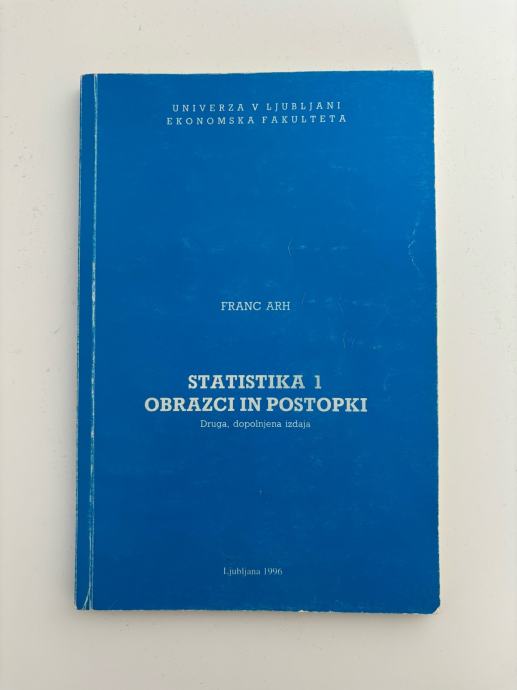 UNIVERZA V LJUBLJANI
EKONOMSKA FAKULTETA
FRANC ARH
STATISTIKA 1
OBRAZCI IN POSTOPKI
Druga, dopolnjena izdaja
Ljubljana 1996